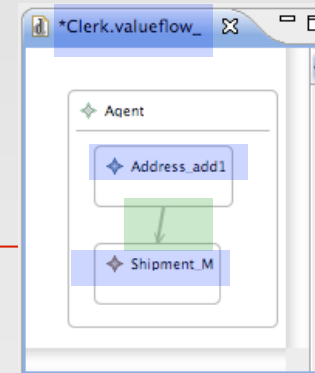 *Clerk.valueflow_
Agent
Address_add1
Shipment_M